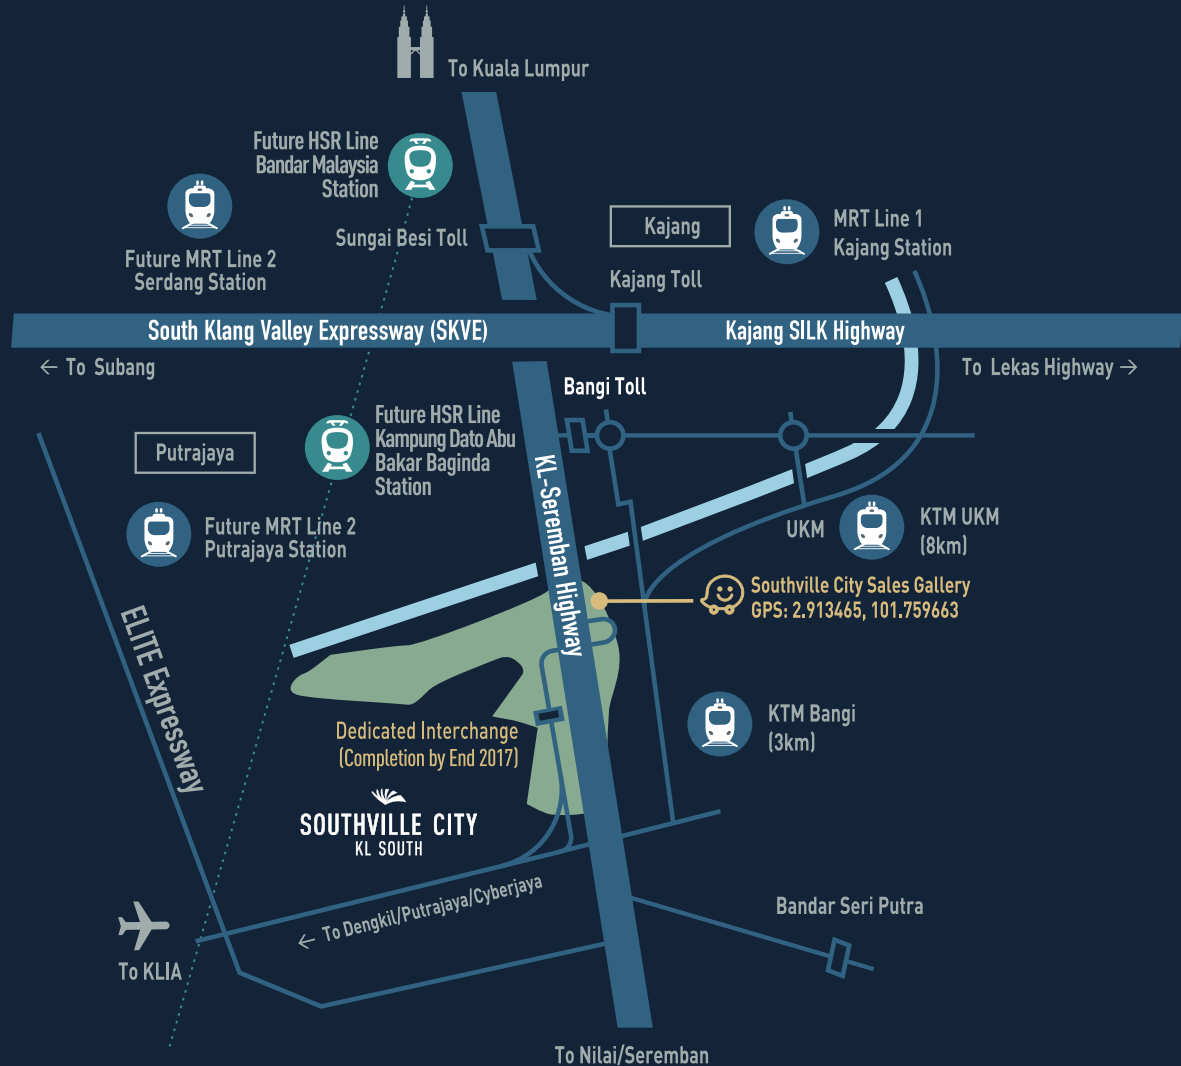 To Kuala Lumpur
Future HSR Line
Bandar Malaysia
Station
Future MRT Line 2
Serdang Station
Sungai Besi Toll
Kajang
MRT Line 1
Kajang Station
Kajang Toll
South Klang Valley Expressway (SKVE)
Kajang SILK Highway
← To Subang
To Lekas Highway →
Bangi Toll
Future HSR Line
Kampung Dato Abu
Bakar Baginda
Station
Putrajaya
Future MRT Line 2
Putrajaya Station
KL-Seremban Highway
UKM
KTM UKM
(8km)
Southville City Sales Gallery
GPS: 2.913465, 101.759663
ELITE Expressway
KTM Bangi
(3km)
Dedicated Interchange
(Completion by End 2017)
SOUTHVILLE CITY
KL SOUTH
← To Dengkil/Putrajaya/Cyberjaya
Bandar Seri Putra
To KLIA
To Nilai/Seremban